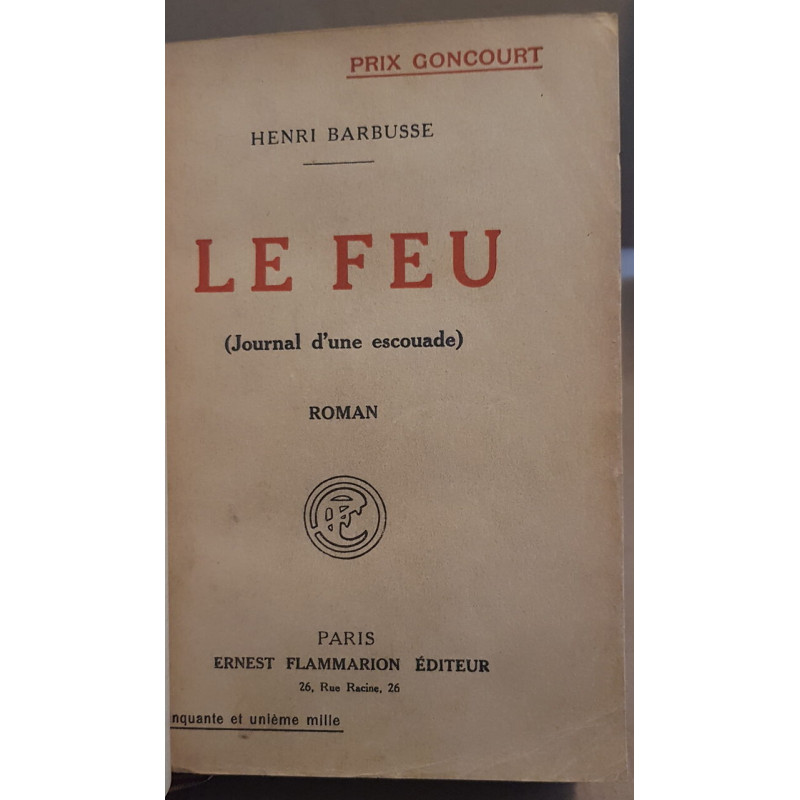 PRIX GONCOURT
HENRI BARBUSSE
LE FEU
(Journal d'une escouade)
ROMAN
PARIS
ERNEST FLAMMARION ÉDITEUR
26, Rue Racine, 26
nquante et unième mille